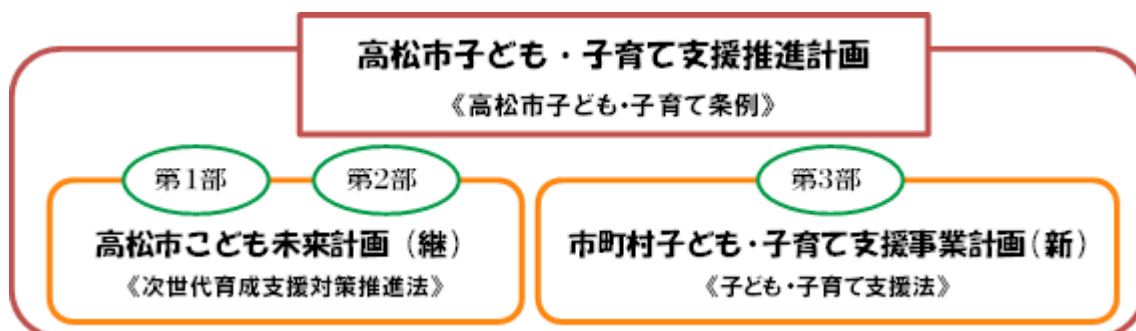 高松市子ども・子育て支援推進計画
《高松市子ども・子育て条例》
第1部
第2部
高松市こども未来計画（継）
《次世代育成支援対策推進法》
第3部
市町村子ども・子育て支援事業計画（新）
《子ども・子育て支援法》